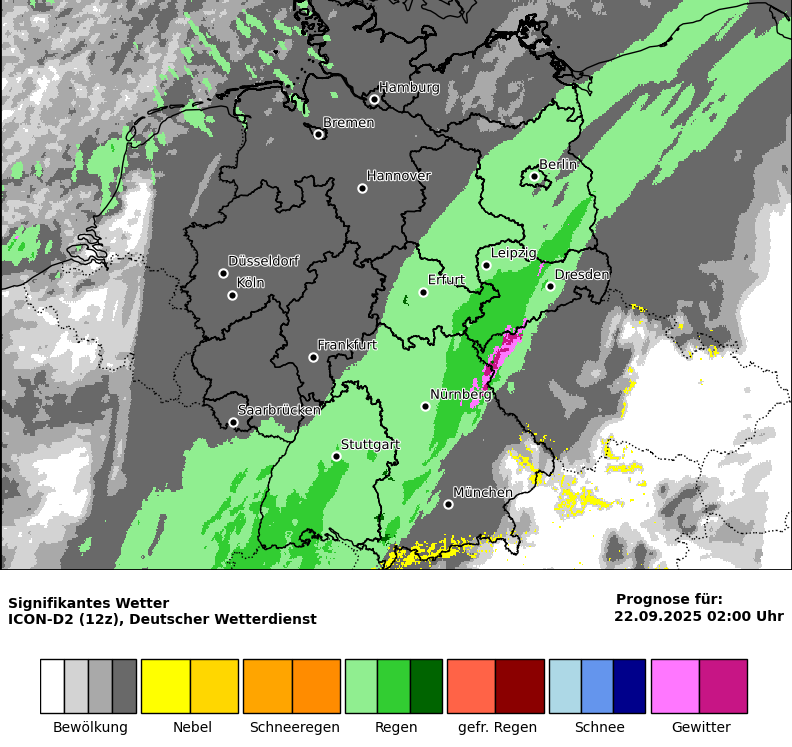 Hamburg
Bremen
Berlin
Hannover
Leipzig
Düsseldorf
Dresden
Köln
Erfurt
Frankfurt
Nürnberg
Saarbrücken
Stuttgart
München
Signifikantes Wetter
ICON-D2 (12z), Deutscher Wetterdienst
Prognose für:
22.09.2025 02:00 Uhr
Bewölkung Nebel Schneeregen Regen gefr. Regen Schnee Gewitter